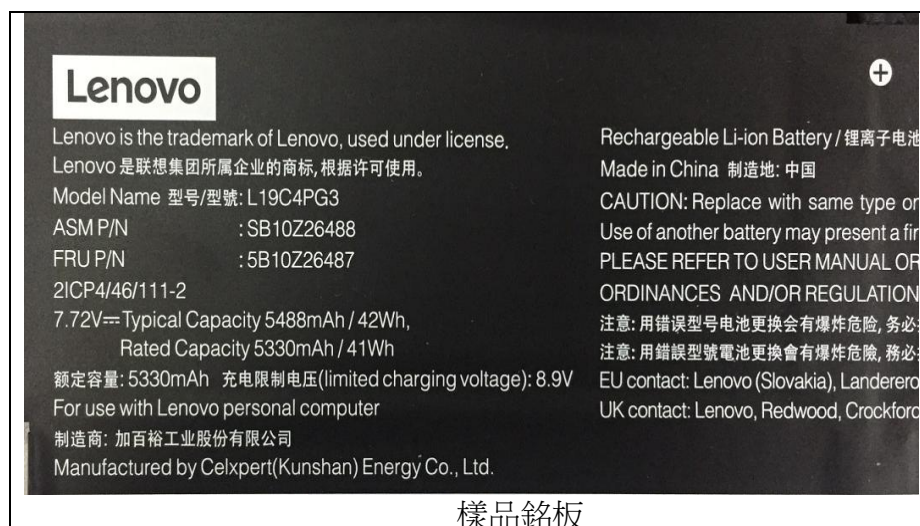 Lenovo
Lenovo is the trademark of Lenovo, used under license.
Lenovo 是联想集团所属企业的商标,根据许可使用。
Model Name 型号/型號: L19C4PG3
ASM P/N : SB10Z26488
FRU P/N : 5B10Z26487
2ICP4/46/111-2
7.72V⎓Typical Capacity 5488mAh / 42Wh,
Rated Capacity 5330mAh / 41Wh
额定容量: 5330mAh 充电限制电压(limited charging voltage): 8.9V
For use with Lenovo personal computer
制造商: 加百裕工业股份有限公司
Manufactured by Celxpert(Kunshan) Energy Co., Ltd.
Rechargeable Li-ion Battery / 锂离子电池
Made in China 制造地: 中国
CAUTION: Replace with same type or
Use of another battery may present a fir
PLEASE REFER TO USER MANUAL OR
ORDINANCES AND/OR REGULATION
注意: 用错误型号电池更换会有爆炸危险, 务必
注意: 用錯誤型號電池更換會有爆炸危險, 務必
EU contact: Lenovo (Slovakia), Landerero
UK contact: Lenovo, Redwood, Crockford
樣品銘板